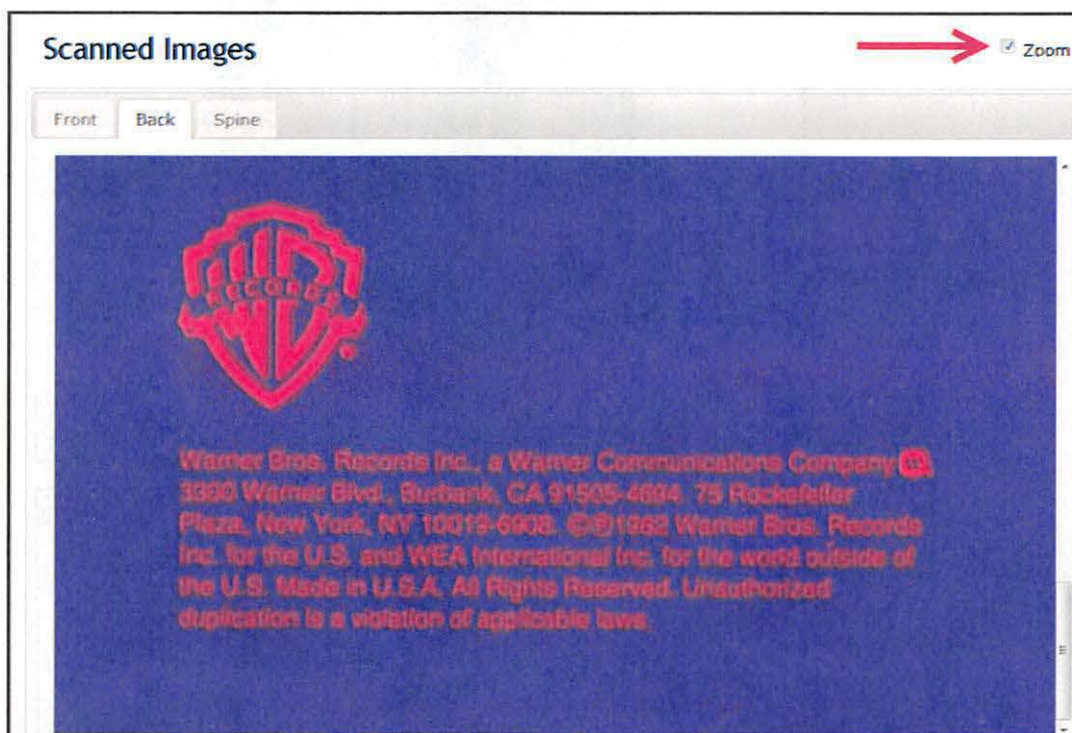 Scanned Images
Zoom
Front Back Spine
RECORDS
®
Warner Bros. Records Inc., a Warner Communications Company
3300 Warner Blvd., Burbank, CA 91505-4694. 75 Rockefeller
Plaza, New York, NY 10019-6908. ©℗1982 Warner Bros. Records
Inc. for the U.S. and WEA International Inc. for the world outside of
the U.S. Made in U.S.A. All Rights Reserved. Unauthorized
duplication is a violation of applicable laws.